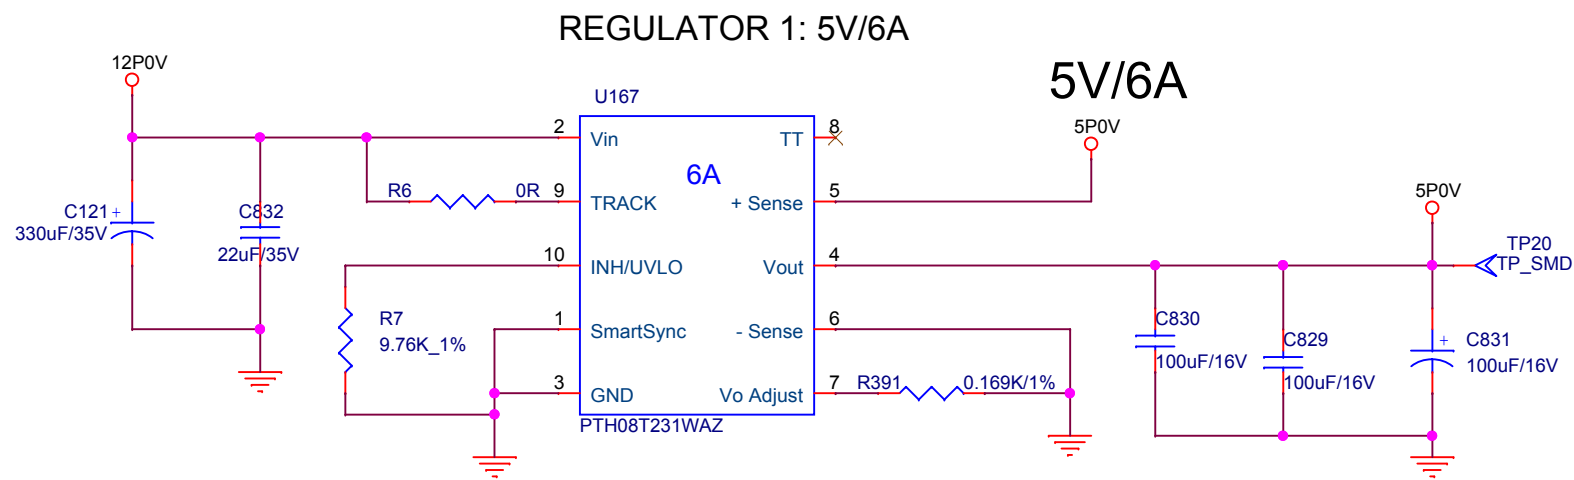 REGULATOR 1: 5V/6A
12P0V
5V/6A
U167
5P0V
2
Vin
TT
8
6A
5P0V
R6
0R
9
TRACK
+ Sense
5
C121
+
330uF/35V
C832
22uF/35V
10
INH/UVLO
Vout
4
TP20
TP_SMD
R7
9.76K_1%
1
SmartSync
- Sense
6
C830
100uF/16V
C829
100uF/16V
+
C831
100uF/16V
3
GND
Vo Adjust
7
R391
0.169K/1%
PTH08T231WAZ